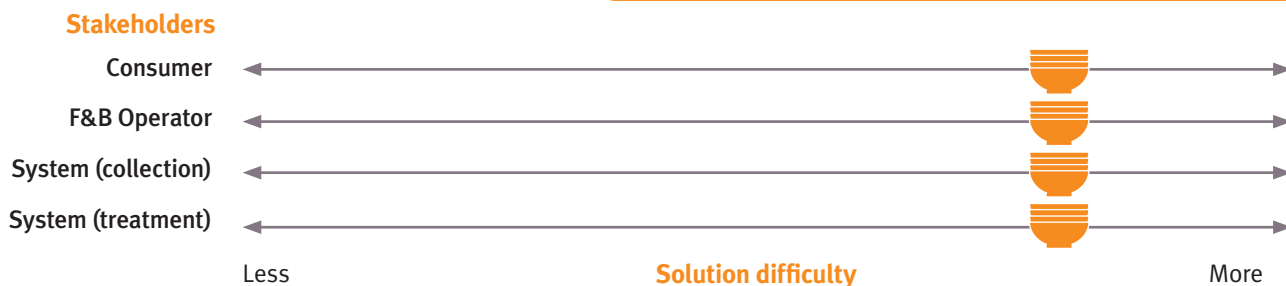 Stakeholders
Consumer
F&B Operator
System (collection)
System (treatment)
Less Solution difficulty More